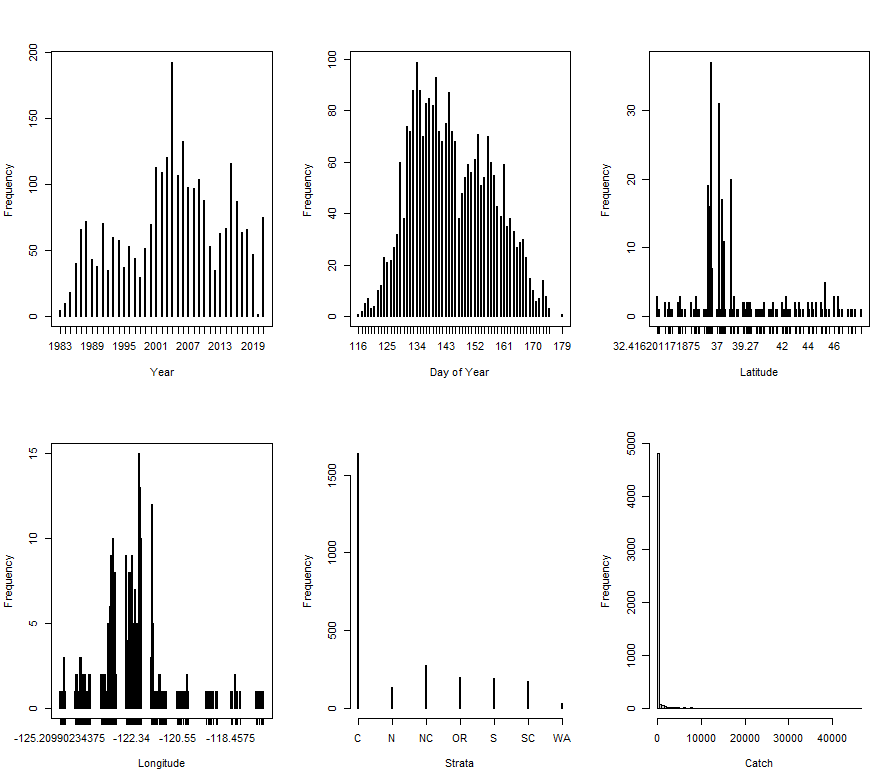 Frequency
0 50 100 150 200
1983 1989 1995 2001 2007 2013 2019
Year
Frequency
0 20 40 60 80 100
116 125 134 143 152 161 170 179
Day of Year
Frequency
0 10 20 30
32.416201171875 37 39.27 42 44 46
Latitude
Frequency
0 5 10 15
-125.20990234375 -122.34 -120.55 -118.4575
Longitude
Frequency
0 500 1000 1500
C N NC OR S SC WA
Strata
Frequency
0 1000 2000 3000 4000 5000
0 10000 20000 30000 40000
Catch